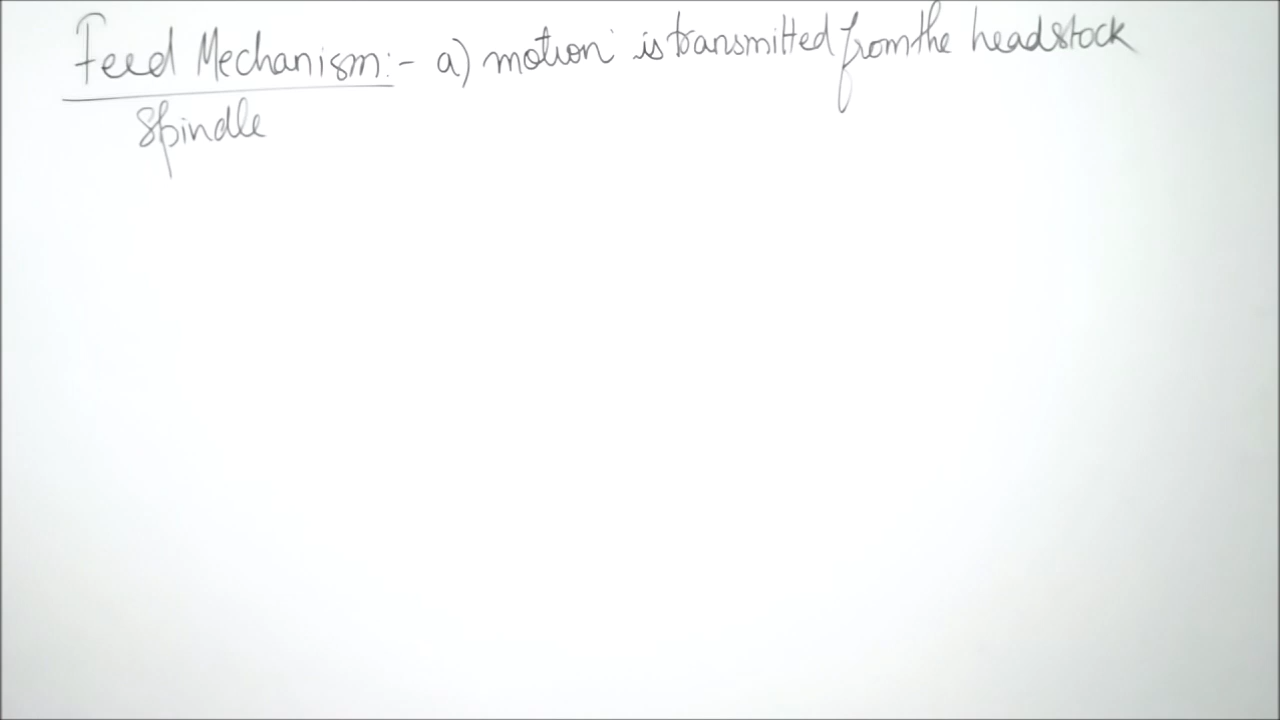 Feed Mechanism:- a) motion is transmitted from the headstock
Spindle